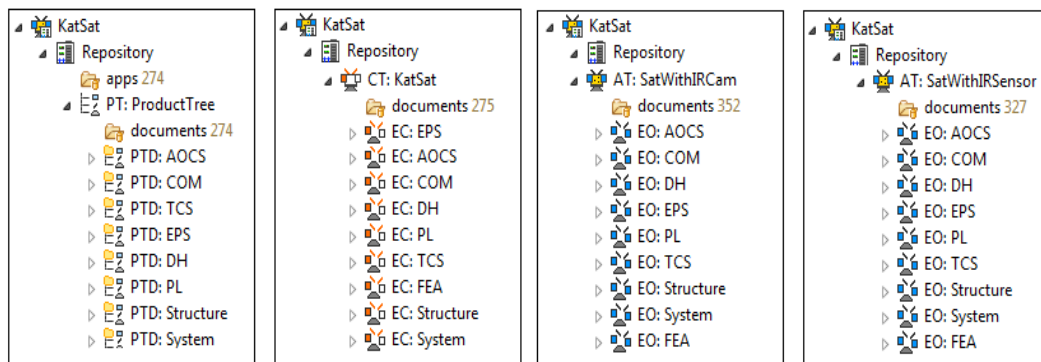 KatSat
Repository
apps 274
PT: ProductTree
documents 274
PTD: AOCS
PTD: COM
PTD: TCS
PTD: EPS
PTD: DH
PTD: PL
PTD: Structure
PTD: System
KatSat
Repository
CT: KatSat
documents 275
EC: EPS
EC: AOCS
EC: COM
EC: DH
EC: PL
EC: TCS
EC: FEA
EC: Structure
EC: System
KatSat
Repository
AT: SatWithIRCam
documents 352
EO: AOCS
EO: COM
EO: DH
EO: EPS
EO: PL
EO: TCS
EO: Structure
EO: System
EO: FEA
KatSat
Repository
AT: SatWithIRSensor
documents 327
EO: AOCS
EO: COM
EO: DH
EO: EPS
EO: PL
EO: TCS
EO: Structure
EO: System
EO: FEA